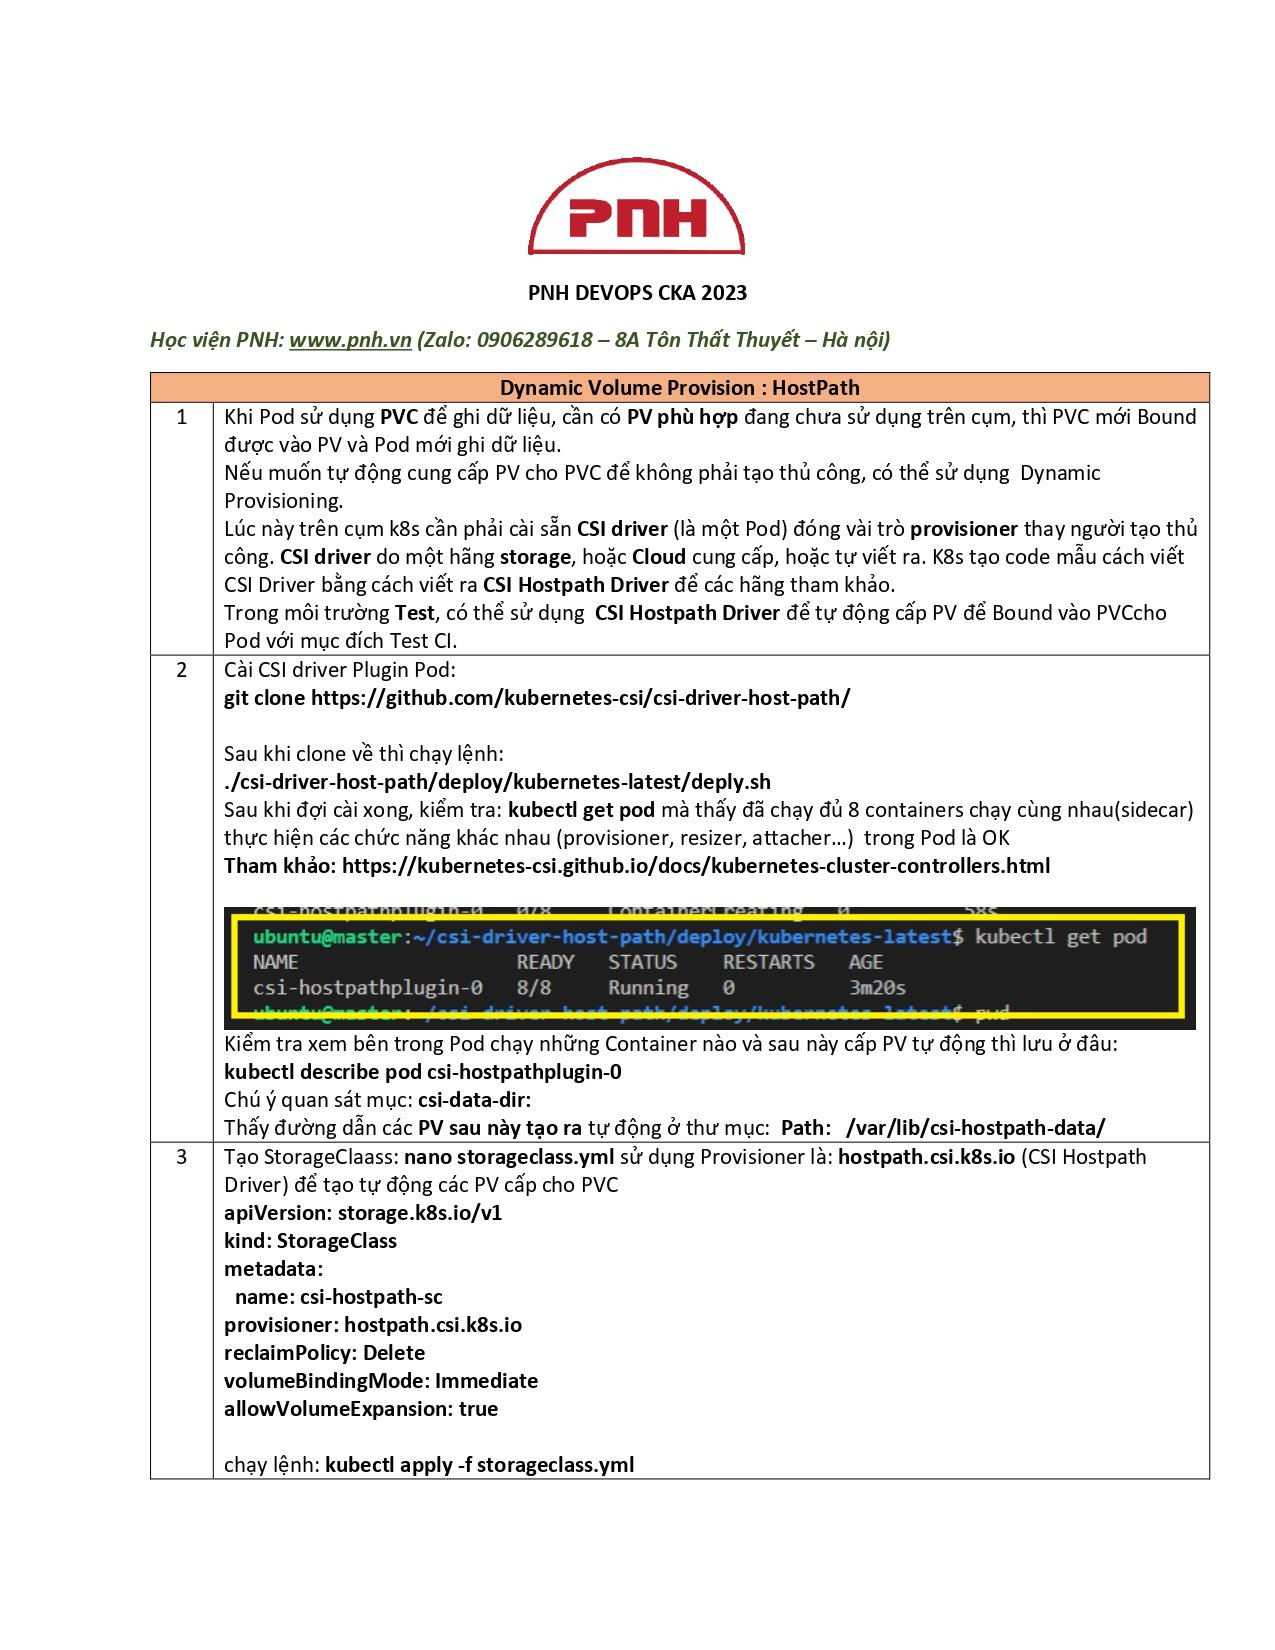 PNH
PNH DEVOPS CKA 2023
Học viện PNH: www.pnh.vn (Zalo: 0906289618 – 8A Tôn Thất Thuyết – Hà nội)
Dynamic Volume Provision : HostPath
1
Khi Pod sử dụng PVC để ghi dữ liệu, cần có PV phù hợp đang chưa sử dụng trên cụm, thì PVC mới Bound
được vào PV và Pod mới ghi dữ liệu.
Nếu muốn tự động cung cấp PV cho PVC để không phải tạo thủ công, có thể sử dụng  Dynamic
Provisioning.
Lúc này trên cụm k8s cần phải cài sẵn CSI driver (là một Pod) đóng vai trò provisioner thay người tạo thủ
công. CSI driver do một hãng storage, hoặc Cloud cung cấp, hoặc tự viết ra. K8s tạo code mẫu cách viết
CSI Driver bằng cách viết ra CSI Hostpath Driver để các hãng tham khảo.
Trong môi trường Test, có thể sử dụng  CSI Hostpath Driver để tự động cấp PV để Bound vào PVCcho
Pod với mục đích Test CI.
2
Cài CSI driver Plugin Pod:
git clone https://github.com/kubernetes-csi/csi-driver-host-path/
Sau khi clone về thì chạy lệnh:
./csi-driver-host-path/deploy/kubernetes-latest/deply.sh
Sau khi đợi cài xong, kiểm tra: kubectl get pod mà thấy đã chạy đủ 8 containers chạy cùng nhau(sidecar)
thực hiện các chức năng khác nhau (provisioner, resizer, attacher...)  trong Pod là OK
Tham khảo: https://kubernetes-csi.github.io/docs/kubernetes-cluster-controllers.html
csi-hostpathplugin-0 0/8 ContainerCreating 0 58s
ubuntu@master:~/csi-driver-host-path/deploy/kubernetes-latest$ kubectl get pod
NAME READY STATUS RESTARTS AGE
csi-hostpathplugin-0 8/8 Running 0 3m20s
ubuntu@master:~/csi-driver-host-path/deploy/kubernetes-latest$ pwd
Kiểm tra xem bên trong Pod chạy những Container nào và sau này cấp PV tự động thì lưu ở đâu:
kubectl describe pod csi-hostpathplugin-0
Chú ý quan sát mục: csi-data-dir:
Thấy đường dẫn các PV sau này tạo ra tự động ở thư mục:  Path:   /var/lib/csi-hostpath-data/
3
Tạo StorageClaass: nano storageclass.yml sử dụng Provisioner là: hostpath.csi.k8s.io (CSI Hostpath
Driver) để tạo tự động các PV cấp cho PVC
apiVersion: storage.k8s.io/v1
kind: StorageClass
metadata:
  name: csi-hostpath-sc
provisioner: hostpath.csi.k8s.io
reclaimPolicy: Delete
volumeBindingMode: Immediate
allowVolumeExpansion: true
chạy lệnh: kubectl apply -f storageclass.yml